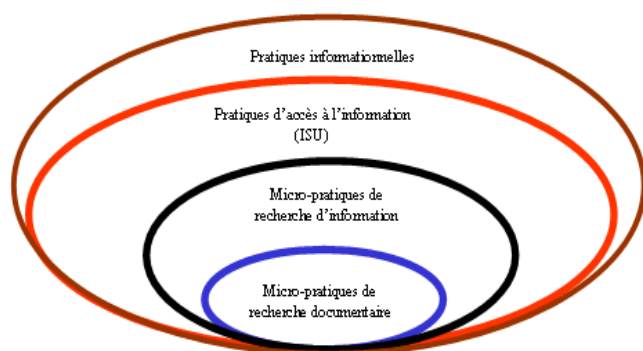 Pratiques informationnelles
Pratiques d'accès à l'information
(ISU)
Micro-pratiques de
recherche d'information
Micro-pratiques de
recherche documentaire